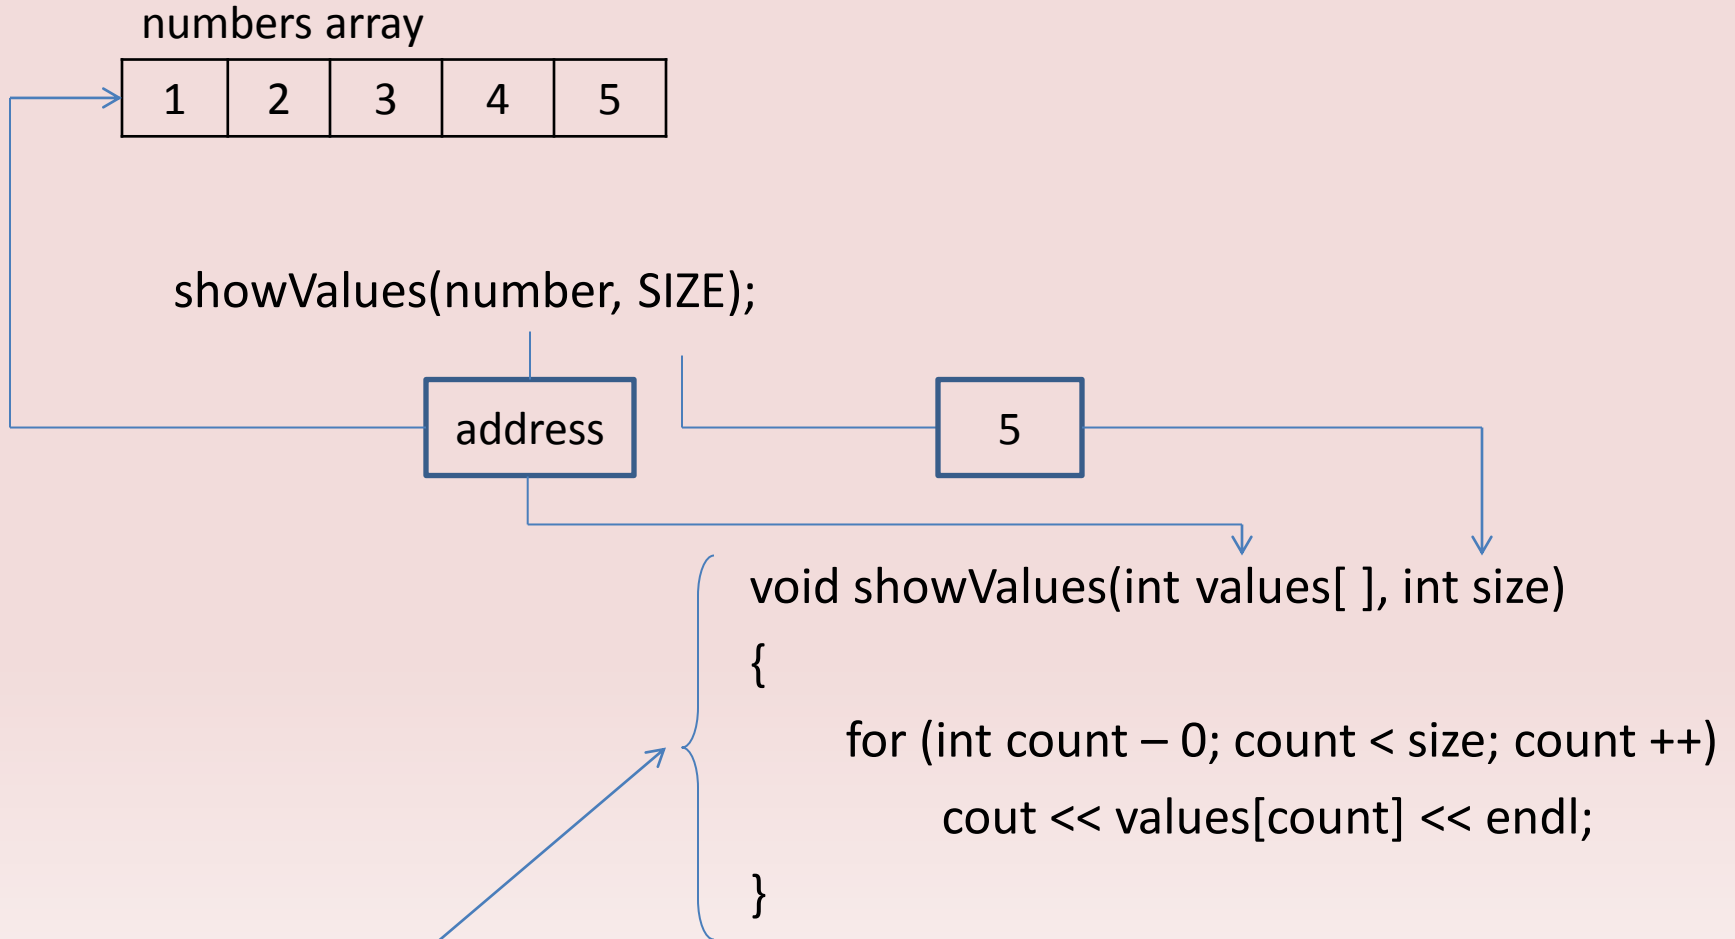 numbers array
1 2 3 4 5
showValues(number, SIZE);
address 5
void showValues(int values[ ], int size)
{
for (int count – 0; count < size; count ++)
cout << values[count] << endl;
}